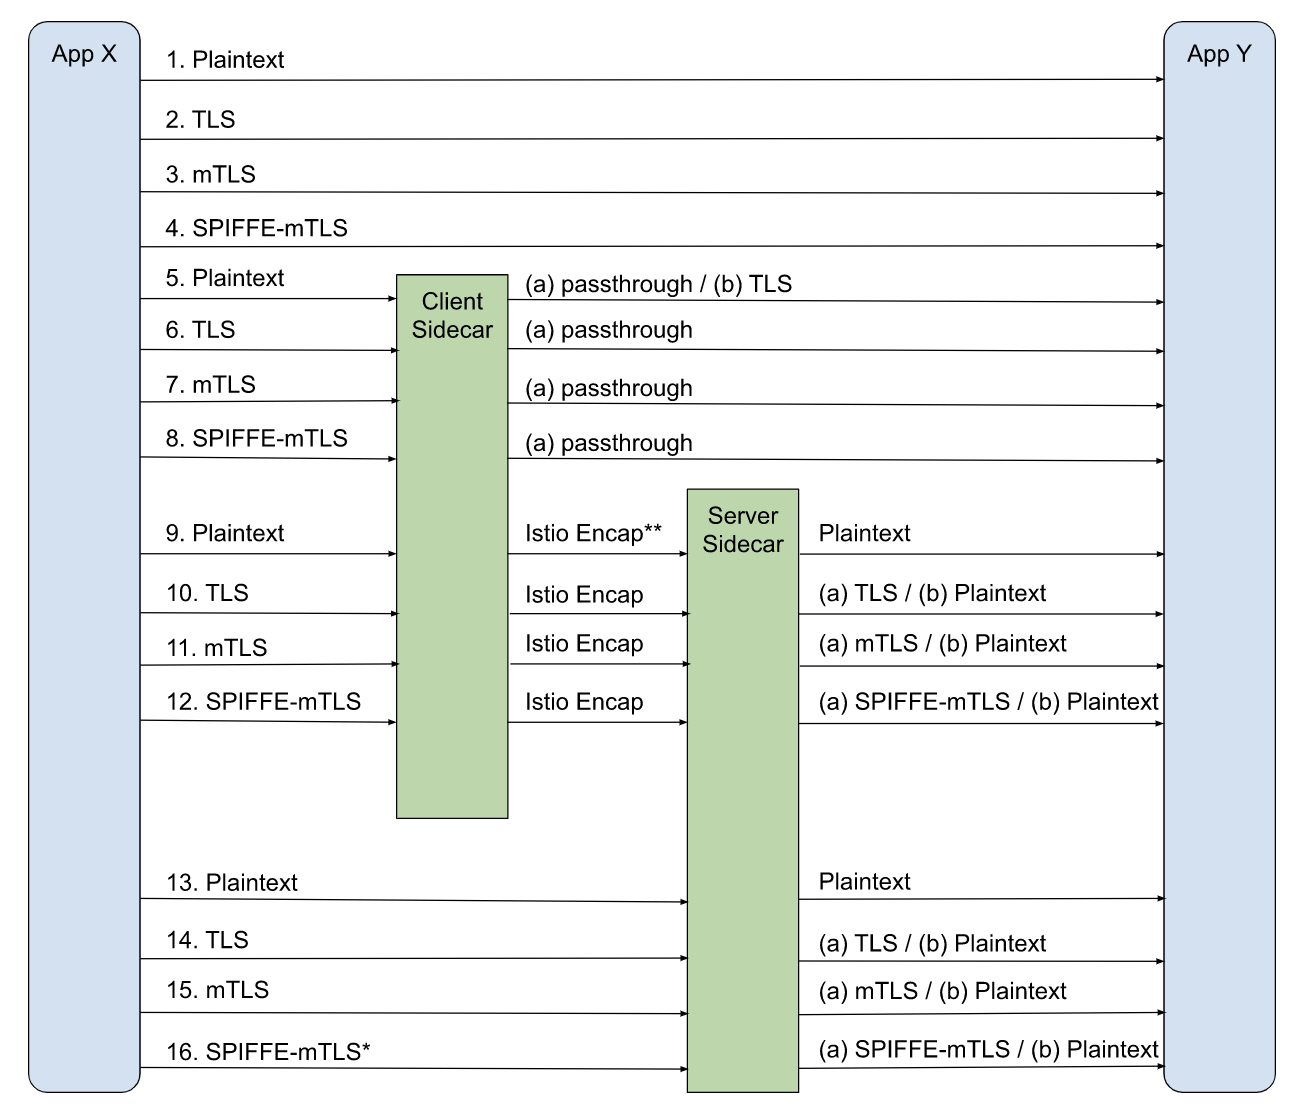 App X
App Y
1. Plaintext
2. TLS
3. mTLS
4. SPIFFE-mTLS
5. Plaintext
(a) passthrough / (b) TLS
Client
Sidecar
6. TLS
(a) passthrough
7. mTLS
(a) passthrough
8. SPIFFE-mTLS
(a) passthrough
Server
Sidecar
9. Plaintext
Istio Encap**
Plaintext
10. TLS
Istio Encap
(a) TLS / (b) Plaintext
11. mTLS
Istio Encap
(a) mTLS / (b) Plaintext
12. SPIFFE-mTLS
Istio Encap
(a) SPIFFE-mTLS / (b) Plaintext
13. Plaintext
Plaintext
14. TLS
(a) TLS / (b) Plaintext
15. mTLS
(a) mTLS / (b) Plaintext
16. SPIFFE-mTLS*
(a) SPIFFE-mTLS / (b) Plaintext